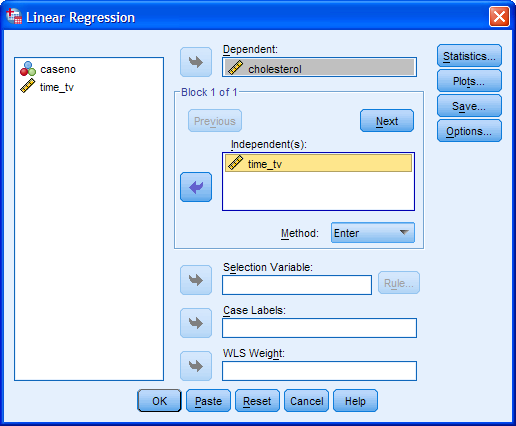 Linear Regression
caseno
time_tv
Dependent:
cholesterol
Block 1 of 1
Previous
Next
Independent(s):
time_tv
Method:
Enter
Selection Variable:
Rule...
Case Labels:
WLS Weight:
Statistics...
Plots...
Save...
Options...
OK
Paste
Reset
Cancel
Help